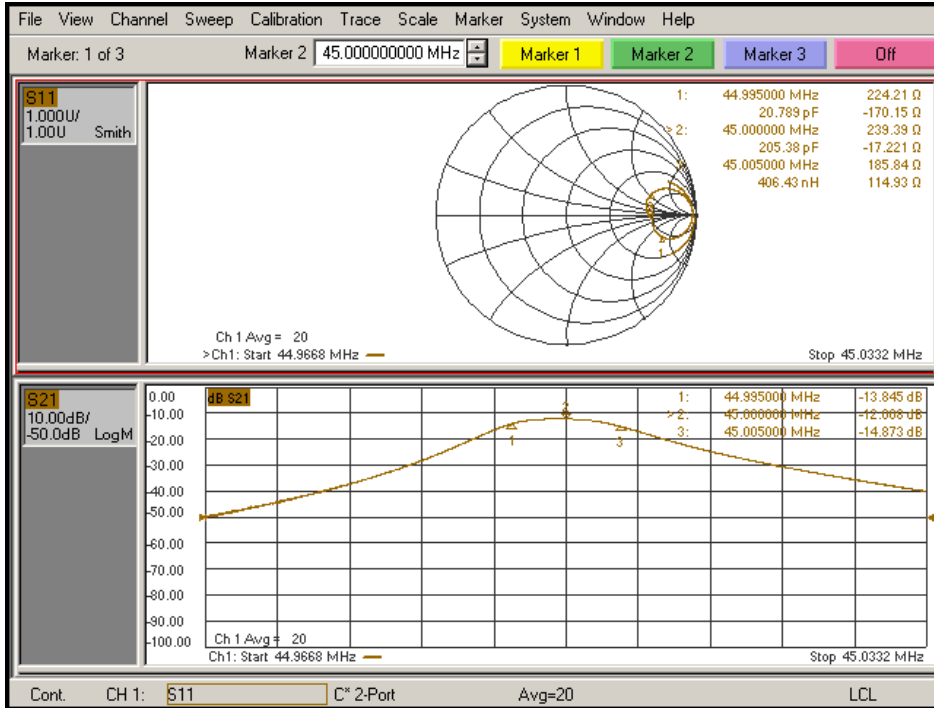 File View Channel Sweep Calibration Trace Scale Marker System Window Help
Marker: 1 of 3 Marker 2 45.000000000 MHz Marker 1 Marker 2 Marker 3 Off
S11
1.000U/
1.00U Smith
1: 44.995000 MHz 224.21 Ω
20.789 pF -170.15 Ω
>2: 45.000000 MHz 239.39 Ω
205.38 pF -17.221 Ω
45.005000 MHz 185.84 Ω
406.43 nH 114.93 Ω
1
Ch 1 Avg = 20
>Ch1: Start 44.9668 MHz Stop 45.0332 MHz
S21
10.00dB/
-50.0dB LogM
dB S21
0.00
-10.00
-20.00
-30.00
-40.00
-50.00
-60.00
-70.00
-80.00
-90.00
-100.00
1: 44.995000 MHz -13.845 dB
>2: 45.000000 MHz -12.008 dB
3: 45.005000 MHz -14.873 dB
1
2
3
Ch 1 Avg = 20
Ch1: Start 44.9668 MHz Stop 45.0332 MHz
Cont. CH 1: S11 C* 2-Port Avg=20 LCL